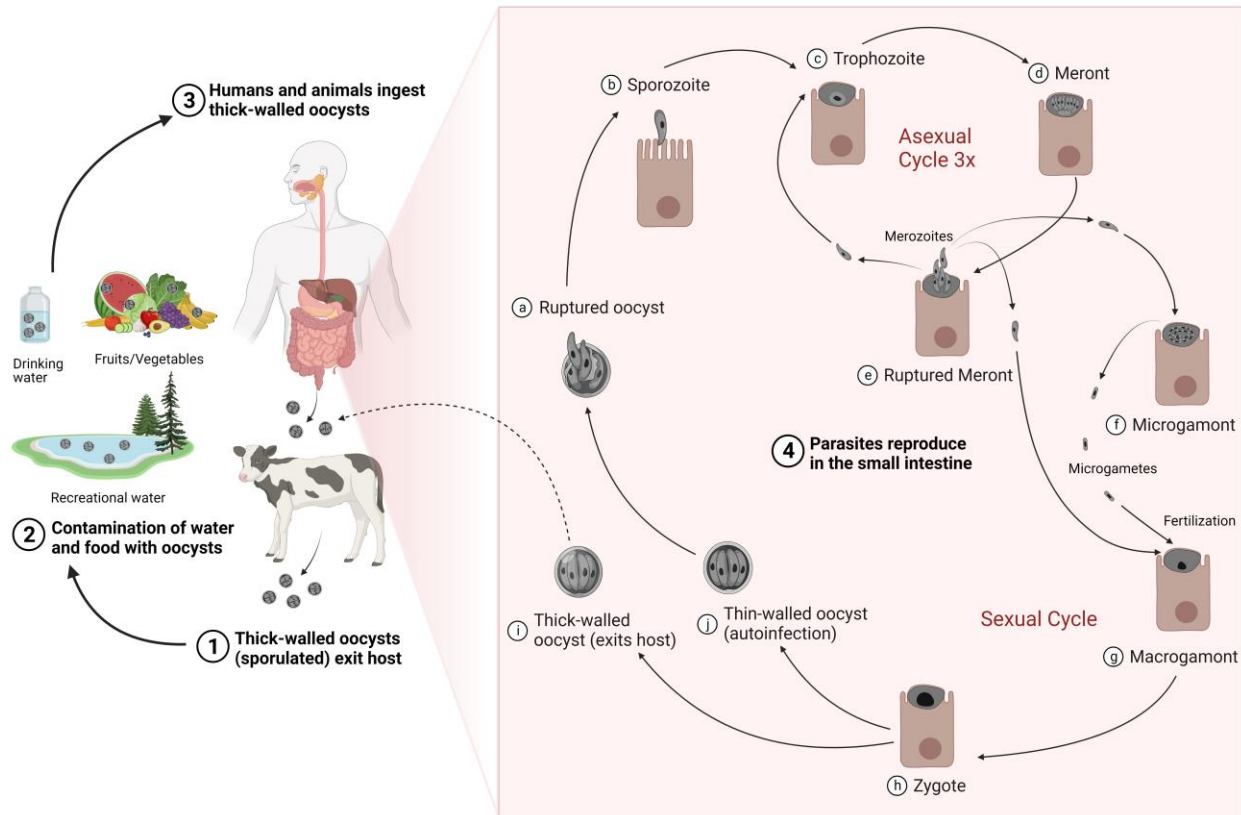 3 Humans and animals ingest
thick-walled oocysts
Drinking
water
Fruits/Vegetables
Recreational water
2 Contamination of water
and food with oocysts
1 Thick-walled oocysts
(sporulated) exit host
a Ruptured oocyst
b Sporozoite
c Trophozoite
d Meront
Asexual
Cycle 3x
Merozoites
e Ruptured Meront
f Microgamont
4 Parasites reproduce
in the small intestine
Microgametes
Fertilization
Sexual Cycle
g Macrogamont
h Zygote
i Thick-walled
oocyst (exits host)
j Thin-walled oocyst
(autoinfection)